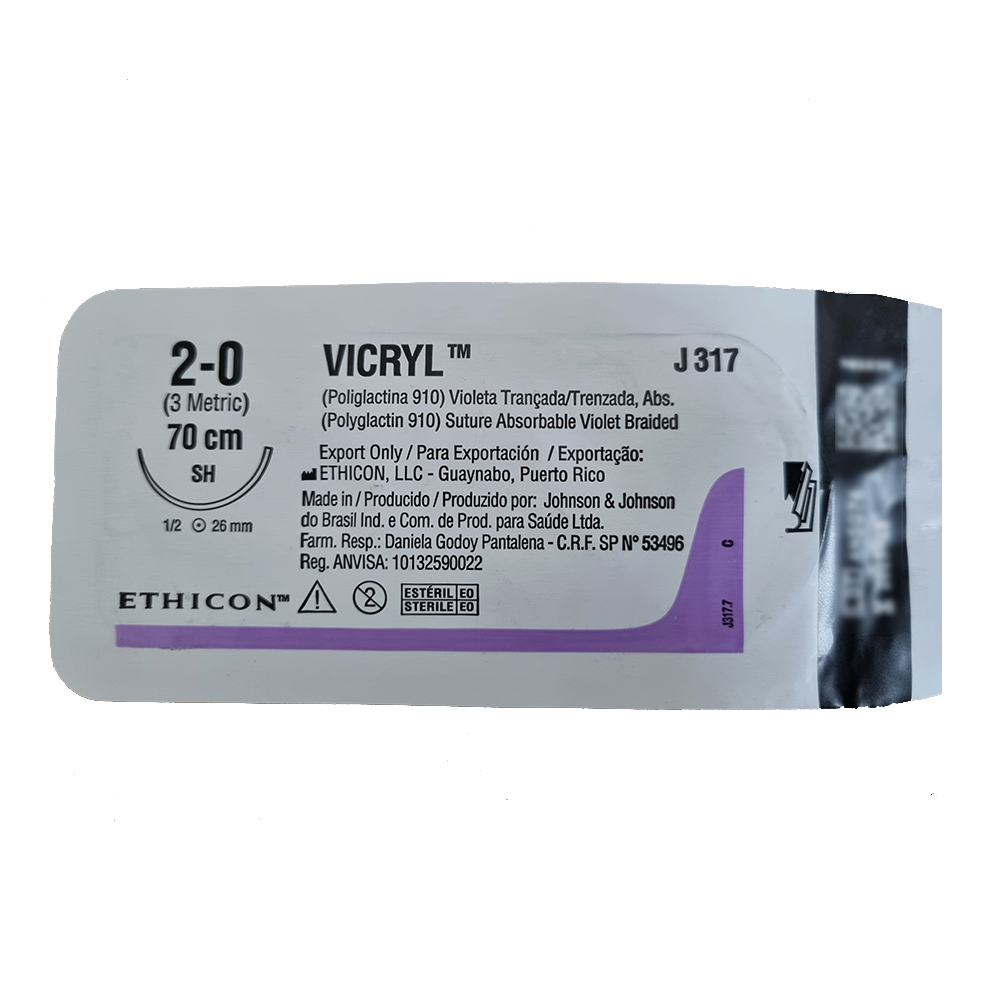 2-0
(3 Metric)
70 cm
SH
1/2 26 mm
VICRYL™
J 317
(Poliglactina 910) Violeta Trançada/Trenzada, Abs.
(Polyglactin 910) Suture Absorbable Violet Braided
Export Only / Para Exportación / Exportação:
ETHICON, LLC - Guaynabo, Puerto Rico
Made in / Producido / Produzido por: Johnson & Johnson
do Brasil Ind. e Com. de Prod. para Saúde Ltda.
Farm. Resp.: Daniela Godoy Pantalena - C.R.F. SP Nº 53496
Reg. ANVISA: 10132590022
ETHICON™
2
ESTÉRIL EO
STERILE EO
C
J317.7